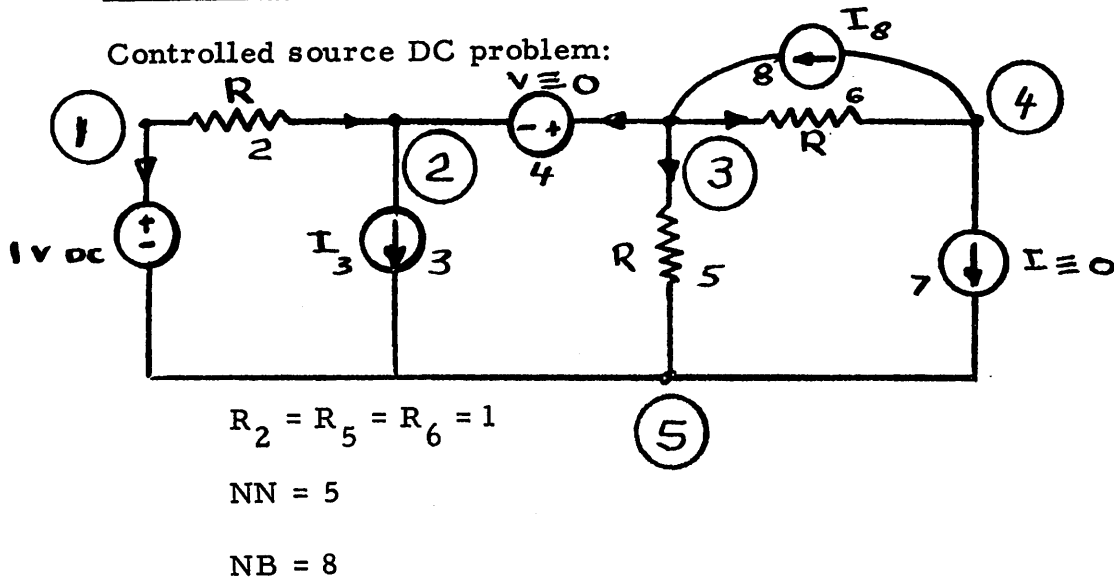 Controlled source DC problem:
I8
8
V≡0
R
2
1
2
- +
4
3
6
R
4
1 V DC
+
-
I3
3
R
5
7
I≡0
5
R2 = R5 = R6 = 1
NN = 5
NB = 8